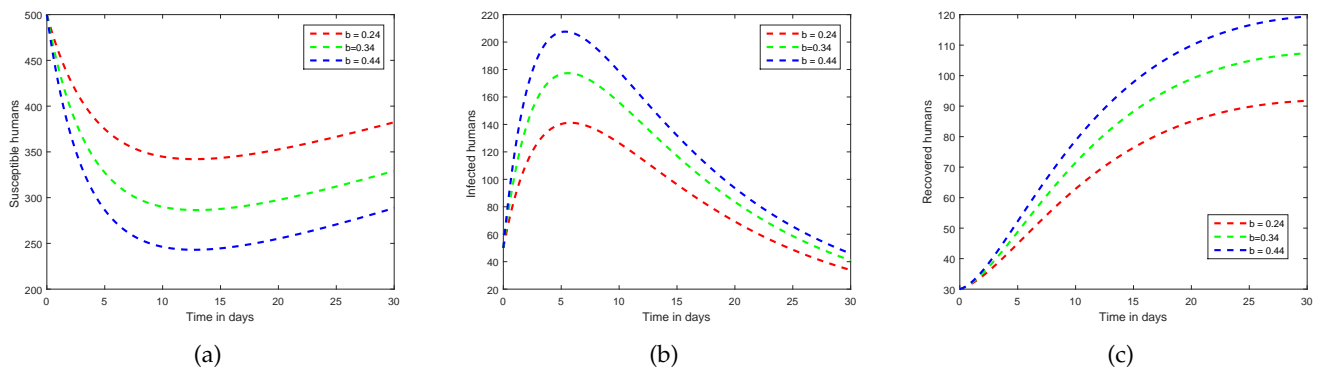 500
450
400
350
300
250
200
0 5 10 15 20 25 30
Time in days
Susceptible humans
b = 0.24
b=0.34
b = 0.44
(a)
220
200
180
160
140
120
100
80
60
40
20
0 5 10 15 20 25 30
Time in days
Infected humans
b = 0.24
b=0.34
b = 0.44
(b)
120
110
100
90
80
70
60
50
40
30
0 5 10 15 20 25 30
Time in days
Recovered humans
b = 0.24
b=0.34
b = 0.44
(c)